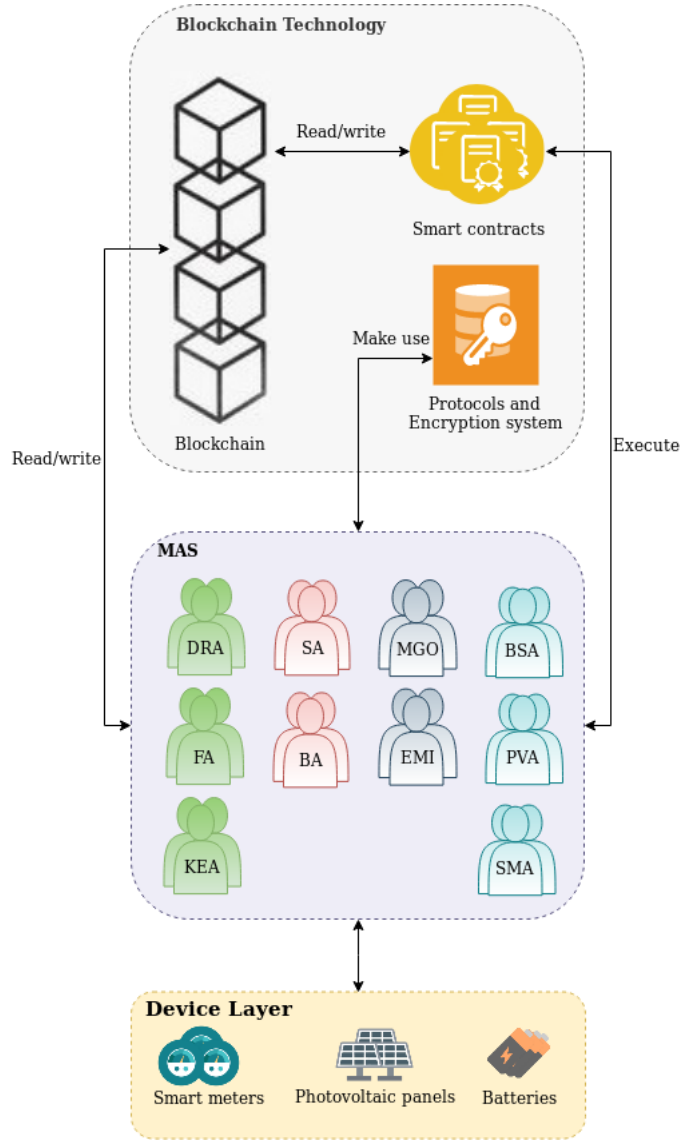 Blockchain Technology
Read/write
Smart contracts
Make use
Protocols and
Encryption system
Blockchain
Read/write
Execute
MAS
DRA
SA
MGO
BSA
FA
BA
EMI
PVA
KEA
SMA
Device Layer
Smart meters
Photovoltaic panels
Batteries